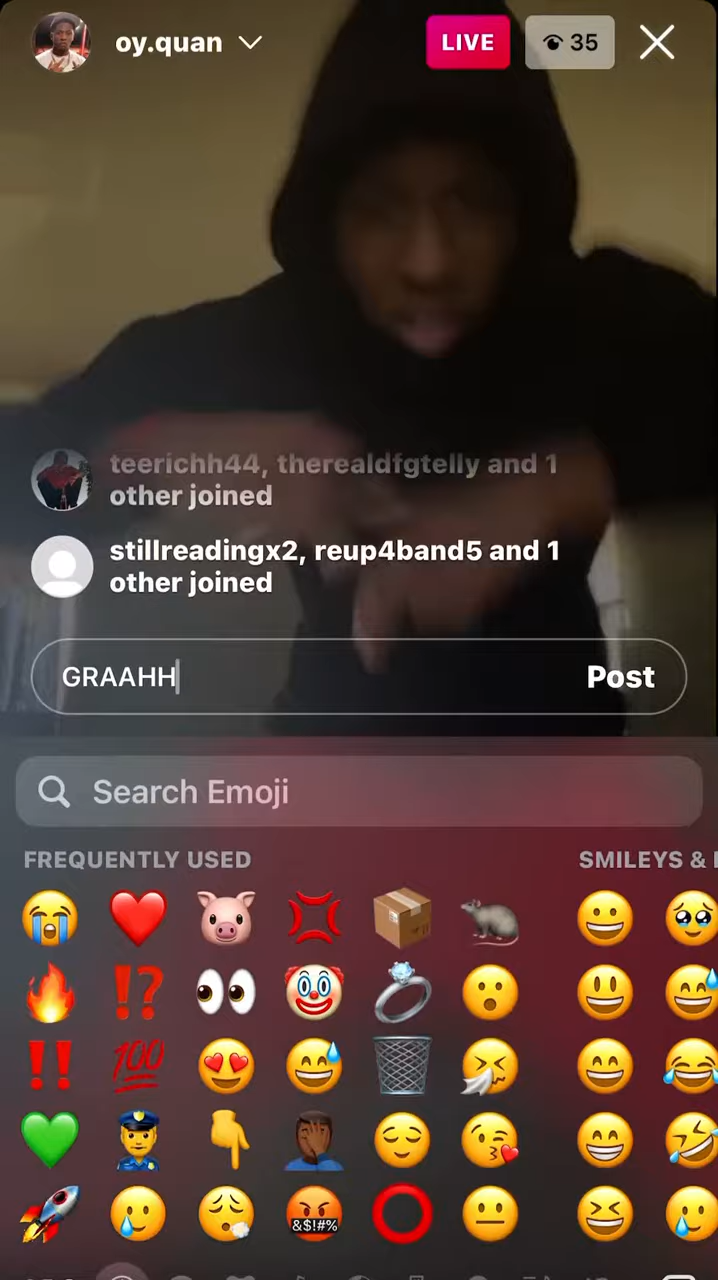 oy.quan
LIVE
35
teerichh44, therealdfgtelly and 1
other joined
stillreadingx2, reup4band5 and 1
other joined
GRAAHH
Post
Search Emoji
FREQUENTLY USED
SMILEYS &
100
&$!#%